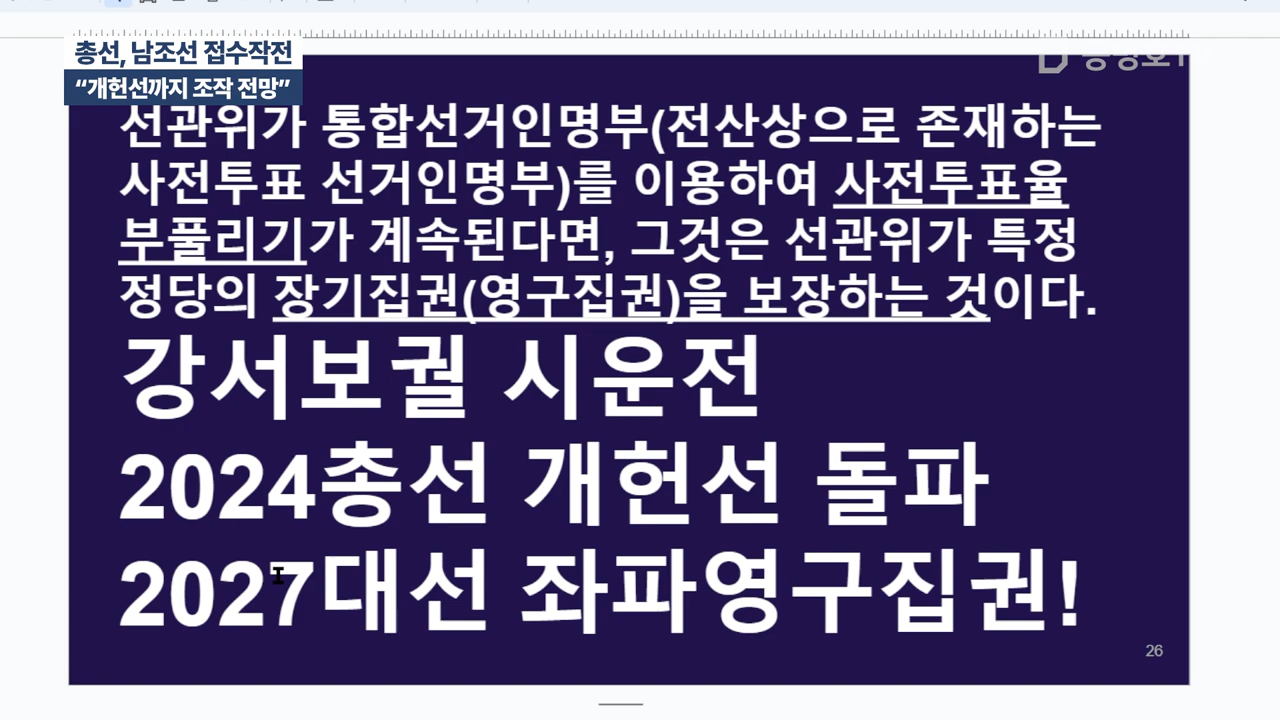 총선, 남조선 접수작전
“개헌선까지 조작 전망”
선관위가 통합선거인명부(전산상으로 존재하는
사전투표 선거인명부)를 이용하여 사전투표율
부풀리기가 계속된다면, 그것은 선관위가 특정
정당의 장기집권(영구집권)을 보장하는 것이다.
강서보궐 시운전
2024총선 개헌선 돌파
2027대선 좌파영구집권!
26